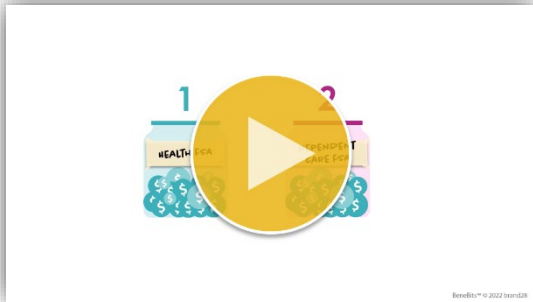 1
2
HEALTH FSA
DEPENDENT
CARE FSA
BeneBits™ © 2022 brand28